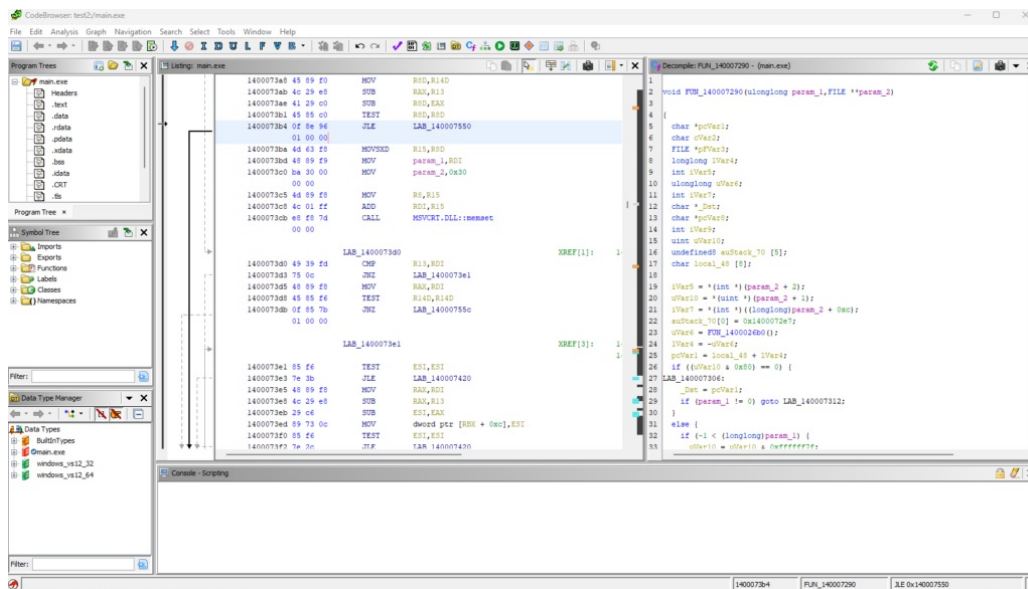 CodeBrowser: test2:/main.exe
File Edit Analysis Graph Navigation Search Select Tools Window Help
I D U L F V B
Program Trees
main.exe
Headers
.text
.data
.rdata
.pdata
.xdata
.bss
.idata
.CRT
.tls
Program Tree ×
Symbol Tree
Imports
Exports
Functions
Labels
Classes
Namespaces
Filter:
Data Type Manager
Data Types
BuiltInTypes
main.exe
windows_vs12_32
windows_vs12_64
Filter:
Listing: main.exe
1400073a8 45 89 f0 MOV R8D,R14D
1400073ab 4c 29 e8 SUB RAX,R13
1400073ae 41 29 c0 SUB R8D,EAX
1400073b1 45 85 c0 TEST R8D,R8D
1400073b4 0f 8e 96 JLE LAB_140007550
01 00 00
1400073ba 4d 63 f8 MOVSXD R15,R8D
1400073bd 48 89 f9 MOV param_1,RDI
1400073c0 ba 30 00 MOV param_2,0x30
00 00
1400073c5 4d 89 f8 MOV R8,R15
1400073c8 4c 01 ff ADD RDI,R15
1400073cb e8 f8 7d CALL MSVCRT.DLL::memset
00 00
LAB_1400073d0 XREF[1]: 1
1400073d0 49 39 fd CMP R13,RDI
1400073d3 75 0c JNZ LAB_1400073e1
1400073d5 48 89 f8 MOV RAX,RDI
1400073d8 45 85 f6 TEST R14D,R14D
1400073db 0f 85 7b JNZ LAB_14000755c
01 00 00
LAB_1400073e1 XREF[3]: 1
1
1400073e1 85 f6 TEST ESI,ESI
1400073e3 7e 3b JLE LAB_140007420
1400073e5 48 89 f8 MOV RAX,RDI
1400073e8 4c 29 e8 SUB RAX,R13
1400073eb 29 c6 SUB ESI,EAX
1400073ed 89 73 0c MOV dword ptr [RBX + 0xc],ESI
1400073f0 85 f6 TEST ESI,ESI
1400073f2 7e 2c JLE LAB_140007420
Decompile: FUN_140007290 - (main.exe)
1
2 void FUN_140007290(ulonglong param_1,FILE **param_2)
3
4 {
5 char *pcVar1;
6 char cVar2;
7 FILE *pFVar3;
8 longlong lVar4;
9 int iVar5;
10 ulonglong uVar6;
11 int iVar7;
12 char *_Dst;
13 char *pcVar8;
14 int iVar9;
15 uint uVar10;
16 undefined8 auStack_70 [5];
17 char local_48 [8];
18
19 iVar5 = *(int *)(param_2 + 2);
20 uVar10 = *(uint *)(param_2 + 1);
21 iVar7 = *(int *)((longlong)param_2 + 0xc);
22 auStack_70[0] = 0x1400072e7;
23 uVar6 = FUN_1400026b0();
24 lVar4 = -uVar6;
25 pcVar1 = local_48 + lVar4;
26 if ((uVar10 & 0x80) == 0) {
27 LAB_140007306:
28 _Dst = pcVar1;
29 if (param_1 != 0) goto LAB_140007312;
30 }
31 else {
32 if (-1 < (longlong)param_1) {
33 uVar10 = uVar10 & 0xffffff7f;
Console - Scripting
1400073b4 FUN_140007290 JLE 0x140007550